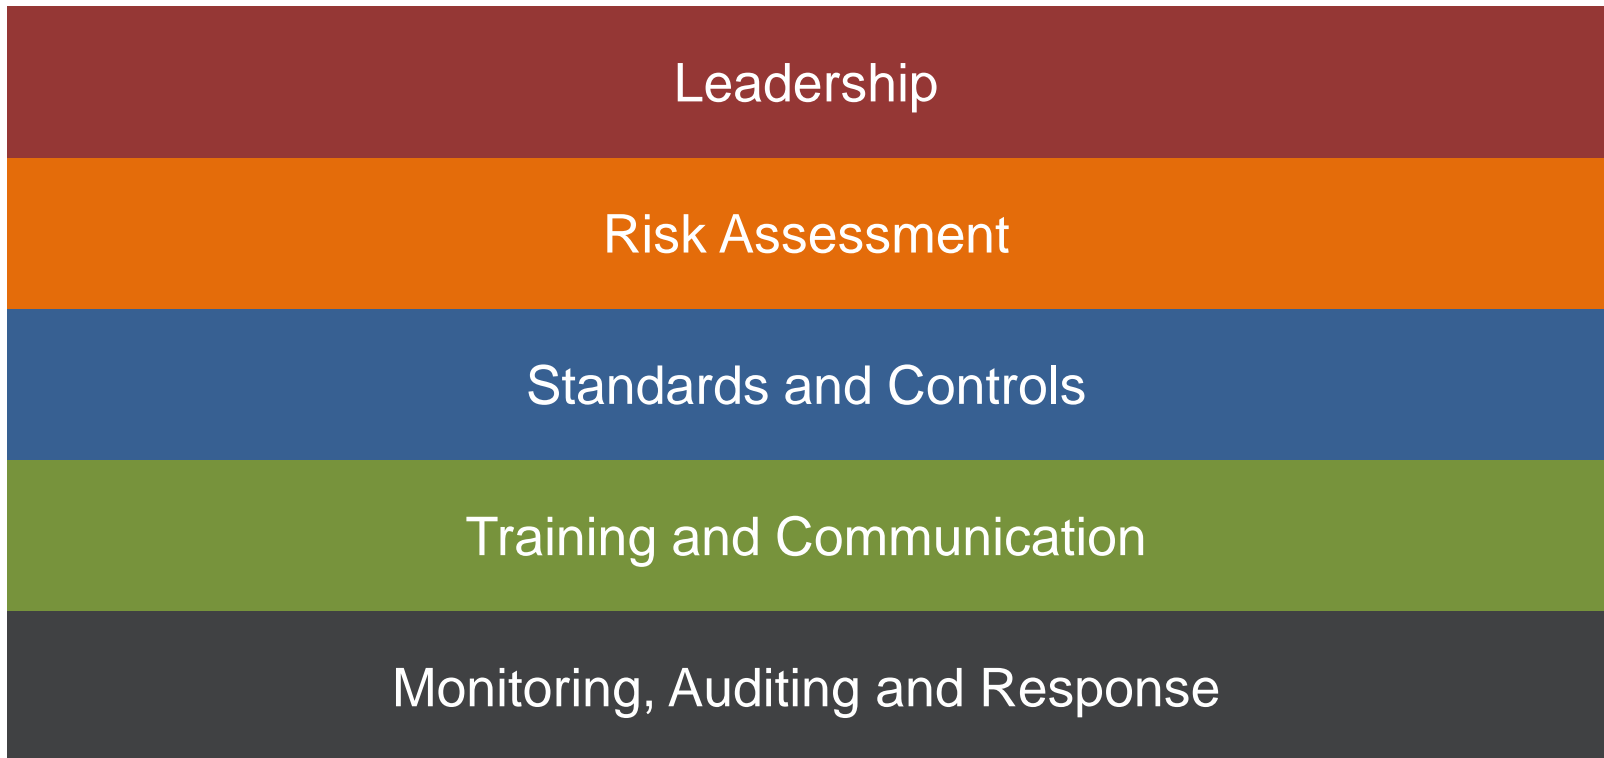 Leadership
Risk Assessment
Standards and Controls
Training and Communication
Monitoring, Auditing and Response